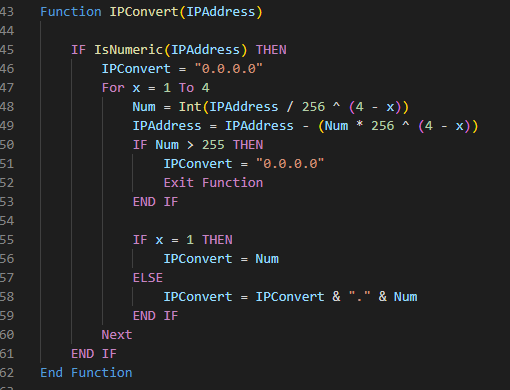 43 Function IPConvert(IPAddress)
44
45 IF IsNumeric(IPAddress) THEN
46 IPConvert = "0.0.0.0"
47 For x = 1 To 4
48 Num = Int(IPAddress / 256 ^ (4 - x))
49 IPAddress = IPAddress - (Num * 256 ^ (4 - x))
50 IF Num > 255 THEN
51 IPConvert = "0.0.0.0"
52 Exit Function
53 END IF
54
55 IF x = 1 THEN
56 IPConvert = Num
57 ELSE
58 IPConvert = IPConvert & "." & Num
59 END IF
60 Next
61 END IF
62 End Function